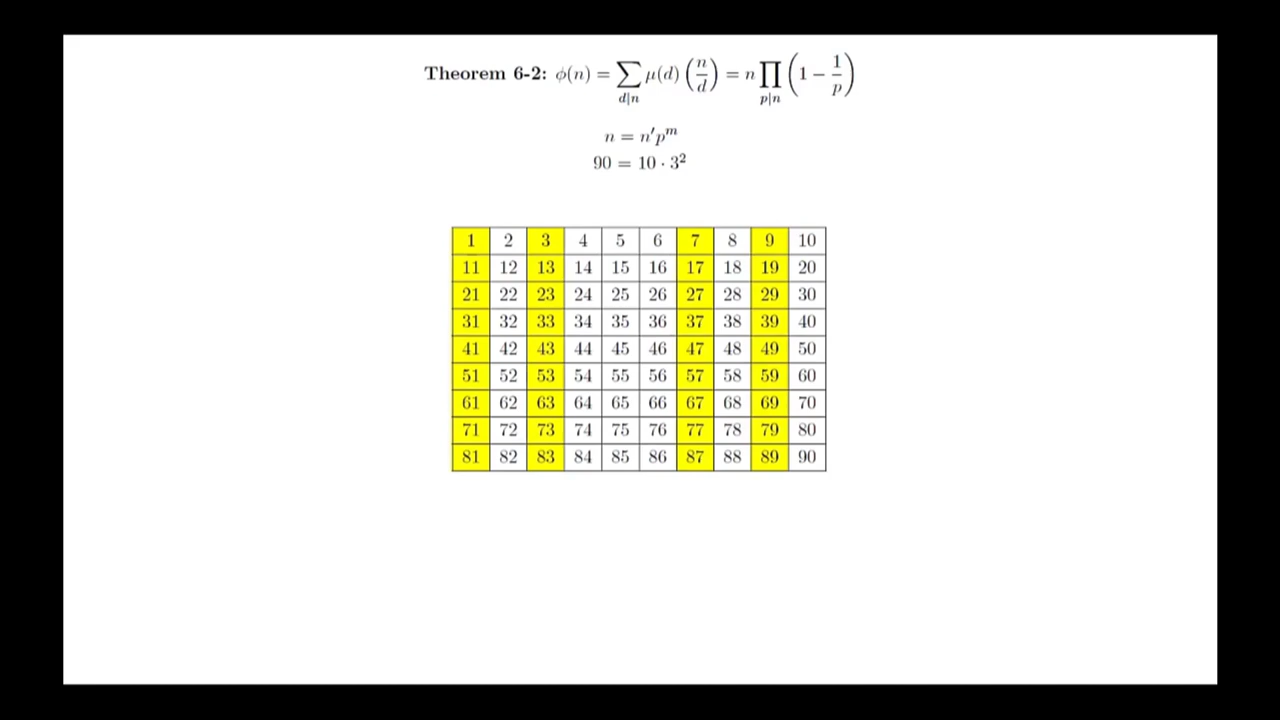 Theorem 6-2: ϕ(n) = ∑_{d|n} μ(d) (n/d) = n ∏_{p|n} (1 − 1/p)
n = n′p^m
90 = 10 · 3²
1 2 3 4 5 6 7 8 9 10
11 12 13 14 15 16 17 18 19 20
21 22 23 24 25 26 27 28 29 30
31 32 33 34 35 36 37 38 39 40
41 42 43 44 45 46 47 48 49 50
51 52 53 54 55 56 57 58 59 60
61 62 63 64 65 66 67 68 69 70
71 72 73 74 75 76 77 78 79 80
81 82 83 84 85 86 87 88 89 90